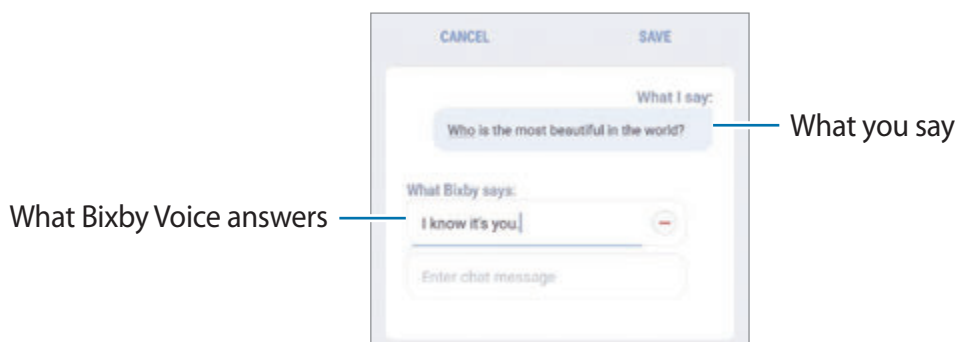 CANCEL SAVE
What I say:
Who is the most beautiful in the world?
What you say
What Bixby says:
What Bixby Voice answers
I know it's you.
Enter chat message